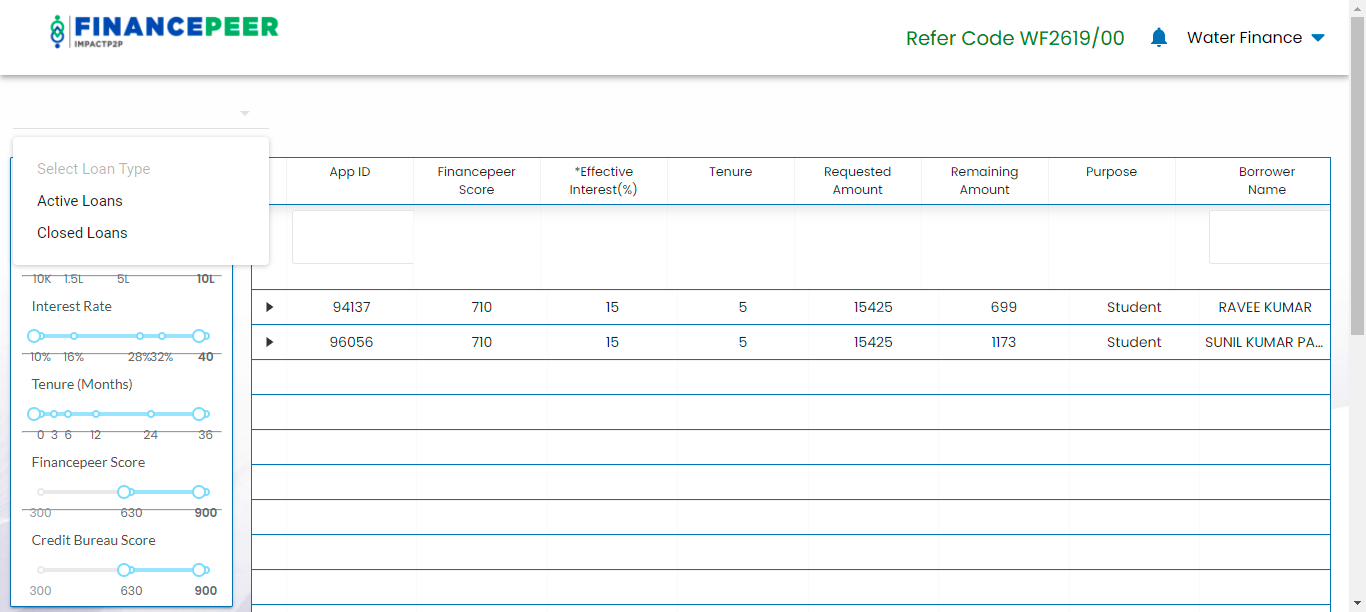 FINANCEPEER
IMPACTP2P
Refer Code WF2619/00
Water Finance
Select Loan Type
Active Loans
Closed Loans
10K 1.5L 5L 10L
Interest Rate
10% 16% 28% 32% 40
Tenure (Months)
0 3 6 12 24 36
Financepeer Score
300 630 900
Credit Bureau Score
300 630 900
App ID Financepeer *Effective Tenure Requested Remaining Purpose Borrower
Score Interest(%) Amount Amount Name
94137 710 15 5 15425 699 Student RAVEE KUMAR
96056 710 15 5 15425 1173 Student SUNIL KUMAR PA...